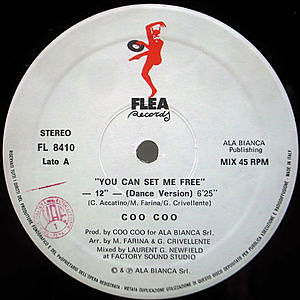 FLEA
Records
STEREO
FL 8410
Lato A
ALA BIANCA
Publishing
MIX 45 RPM
"YOU CAN SET ME FREE"
— 12" — (Dance Version) 6'25"
(C. Accatino/M. Farina/G. Crivellente)
COO COO
Prod. by COO COO for ALA BIANCA Srl.
Arr. by M. FARINA & G. CRIVELLENTE
Mixed by LAURENT G. NEWFIELD
at FACTORY SOUND STUDIO
© & ℗ ALA BIANCA Srl.
MADE IN ITALY